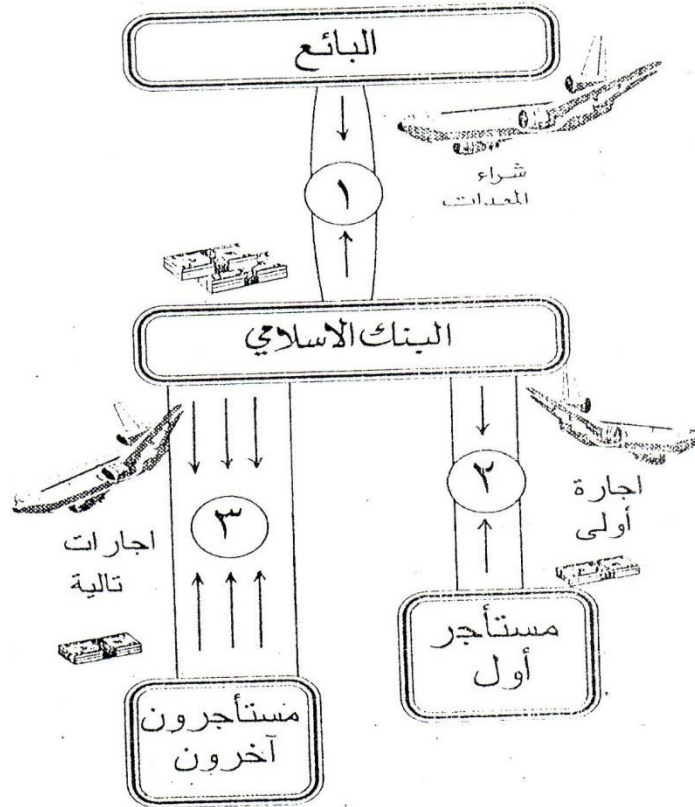 البائع
شراء
المعدات
١
البنك الاسلامي
٢
اجارة
أولى
٣
اجارات
تالية
مستأجر
أول
مستأجرون
آخرون